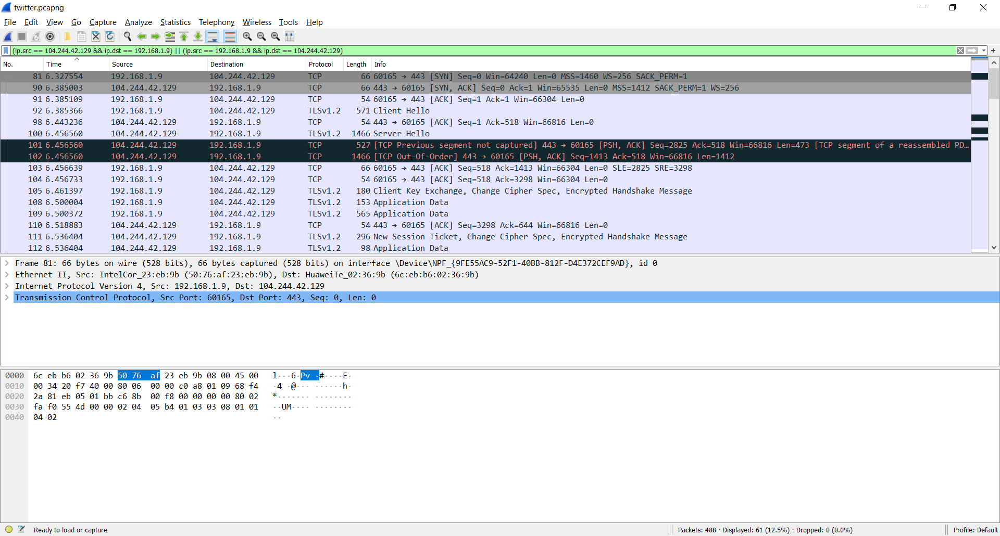 twitter.pcapng
File Edit View Go Capture Analyze Statistics Telephony Wireless Tools Help
(ip.src == 104.244.42.129 && ip.dst == 192.168.1.9) || (ip.src == 192.168.1.9 && ip.dst == 104.244.42.129)
No. Time Source Destination Protocol Length Info
81 6.327554 192.168.1.9 104.244.42.129 TCP 66 60165 → 443 [SYN] Seq=0 Win=64240 Len=0 MSS=1460 WS=256 SACK_PERM=1
90 6.385003 104.244.42.129 192.168.1.9 TCP 66 443 → 60165 [SYN, ACK] Seq=0 Ack=1 Win=65535 Len=0 MSS=1412 SACK_PERM=1 WS=256
91 6.385109 192.168.1.9 104.244.42.129 TCP 54 60165 → 443 [ACK] Seq=1 Ack=1 Win=66304 Len=0
92 6.385366 192.168.1.9 104.244.42.129 TLSv1.2 571 Client Hello
98 6.443236 104.244.42.129 192.168.1.9 TCP 54 443 → 60165 [ACK] Seq=1 Ack=518 Win=66816 Len=0
100 6.456560 104.244.42.129 192.168.1.9 TLSv1.2 1466 Server Hello
101 6.456560 104.244.42.129 192.168.1.9 TCP 527 [TCP Previous segment not captured] 443 → 60165 [PSH, ACK] Seq=2825 Ack=518 Win=66816 Len=473 [TCP segment of a reassembled PD…
102 6.456560 104.244.42.129 192.168.1.9 TCP 1466 [TCP Out-Of-Order] 443 → 60165 [PSH, ACK] Seq=1413 Ack=518 Win=66816 Len=1412
103 6.456639 192.168.1.9 104.244.42.129 TCP 66 60165 → 443 [ACK] Seq=518 Ack=1413 Win=66304 Len=0 SLE=2825 SRE=3298
104 6.456733 192.168.1.9 104.244.42.129 TCP 54 60165 → 443 [ACK] Seq=518 Ack=3298 Win=66304 Len=0
105 6.461397 192.168.1.9 104.244.42.129 TLSv1.2 180 Client Key Exchange, Change Cipher Spec, Encrypted Handshake Message
108 6.500004 192.168.1.9 104.244.42.129 TLSv1.2 153 Application Data
109 6.500372 192.168.1.9 104.244.42.129 TLSv1.2 565 Application Data
110 6.518883 104.244.42.129 192.168.1.9 TCP 54 443 → 60165 [ACK] Seq=3298 Ack=644 Win=66816 Len=0
111 6.536404 104.244.42.129 192.168.1.9 TLSv1.2 296 New Session Ticket, Change Cipher Spec, Encrypted Handshake Message
112 6.536404 104.244.42.129 192.168.1.9 TLSv1.2 98 Application Data
Frame 81: 66 bytes on wire (528 bits), 66 bytes captured (528 bits) on interface \Device\NPF_{9FE55AC9-52F1-40BB-812F-D4E372CEF9AD}, id 0
Ethernet II, Src: IntelCor_23:eb:9b (50:76:af:23:eb:9b), Dst: HuaweiTe_02:36:9b (6c:eb:b6:02:36:9b)
Internet Protocol Version 4, Src: 192.168.1.9, Dst: 104.244.42.129
Transmission Control Protocol, Src Port: 60165, Dst Port: 443, Seq: 0, Len: 0
0000 6c eb b6 02 36 9b 50 76 af 23 eb 9b 08 00 45 00 l···6·Pv ·#····E·
0010 00 34 20 f7 40 00 80 06 00 00 c0 a8 01 09 68 f4 ·4 ·@··· ······h·
0020 2a 81 eb 05 01 bb c6 8b 00 f8 00 00 00 00 80 02 *······· ········
0030 fa f0 55 4d 00 00 02 04 05 b4 01 03 03 08 01 01 ··UM···· ········
0040 04 02 ··
Ready to load or capture
Packets: 488 · Displayed: 61 (12.5%) · Dropped: 0 (0.0%)
Profile: Default